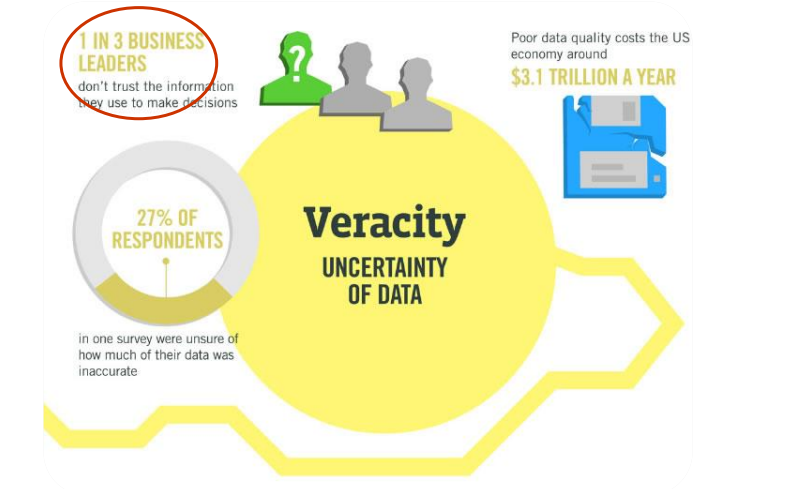 1 IN 3 BUSINESS
LEADERS
don't trust the information
they use to make decisions
?
Poor data quality costs the US
economy around
$3.1 TRILLION A YEAR
27% OF
RESPONDENTS
in one survey were unsure of
how much of their data was
inaccurate
Veracity
UNCERTAINTY
OF DATA